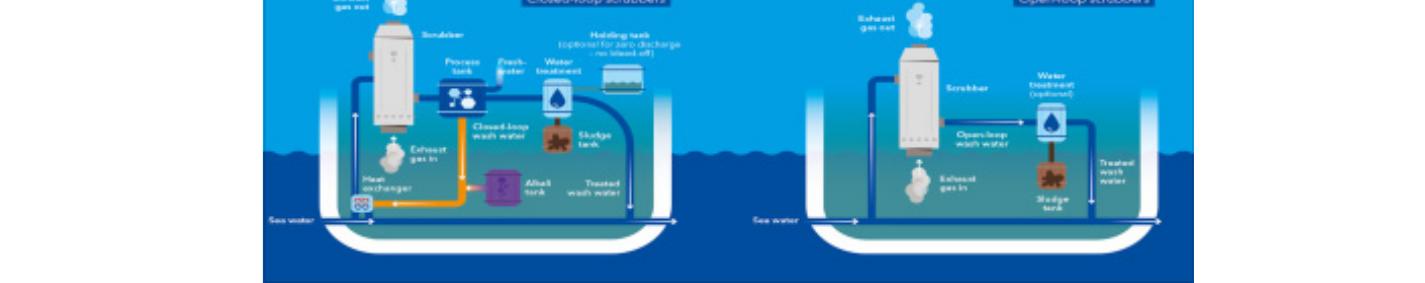 Closed-loop scrubbers
Exhaust
gas out
Scrubber
Holding tank
(optional for zero discharge
- no bleed-off)
Process
tank
Fresh-
water
Water
treatment
Closed-loop
wash water
Sludge
tank
Exhaust
gas in
Heat
exchanger
Alkali
tank
Treated
wash water
Sea water
Open-loop scrubbers
Exhaust
gas out
Scrubber
Water
treatment
(optional)
Open-loop
wash water
Exhaust
gas in
Treated
wash
water
Sludge
tank
Sea water